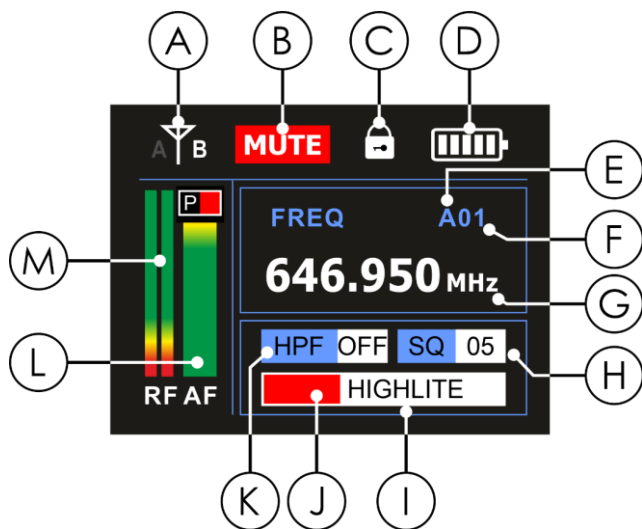 A B C D
A B MUTE
E
P
FREQ A01
F
M
646.950 MHz
G
HPF OFF SQ 05
L
H
HIGHLITE
RF AF
K J I